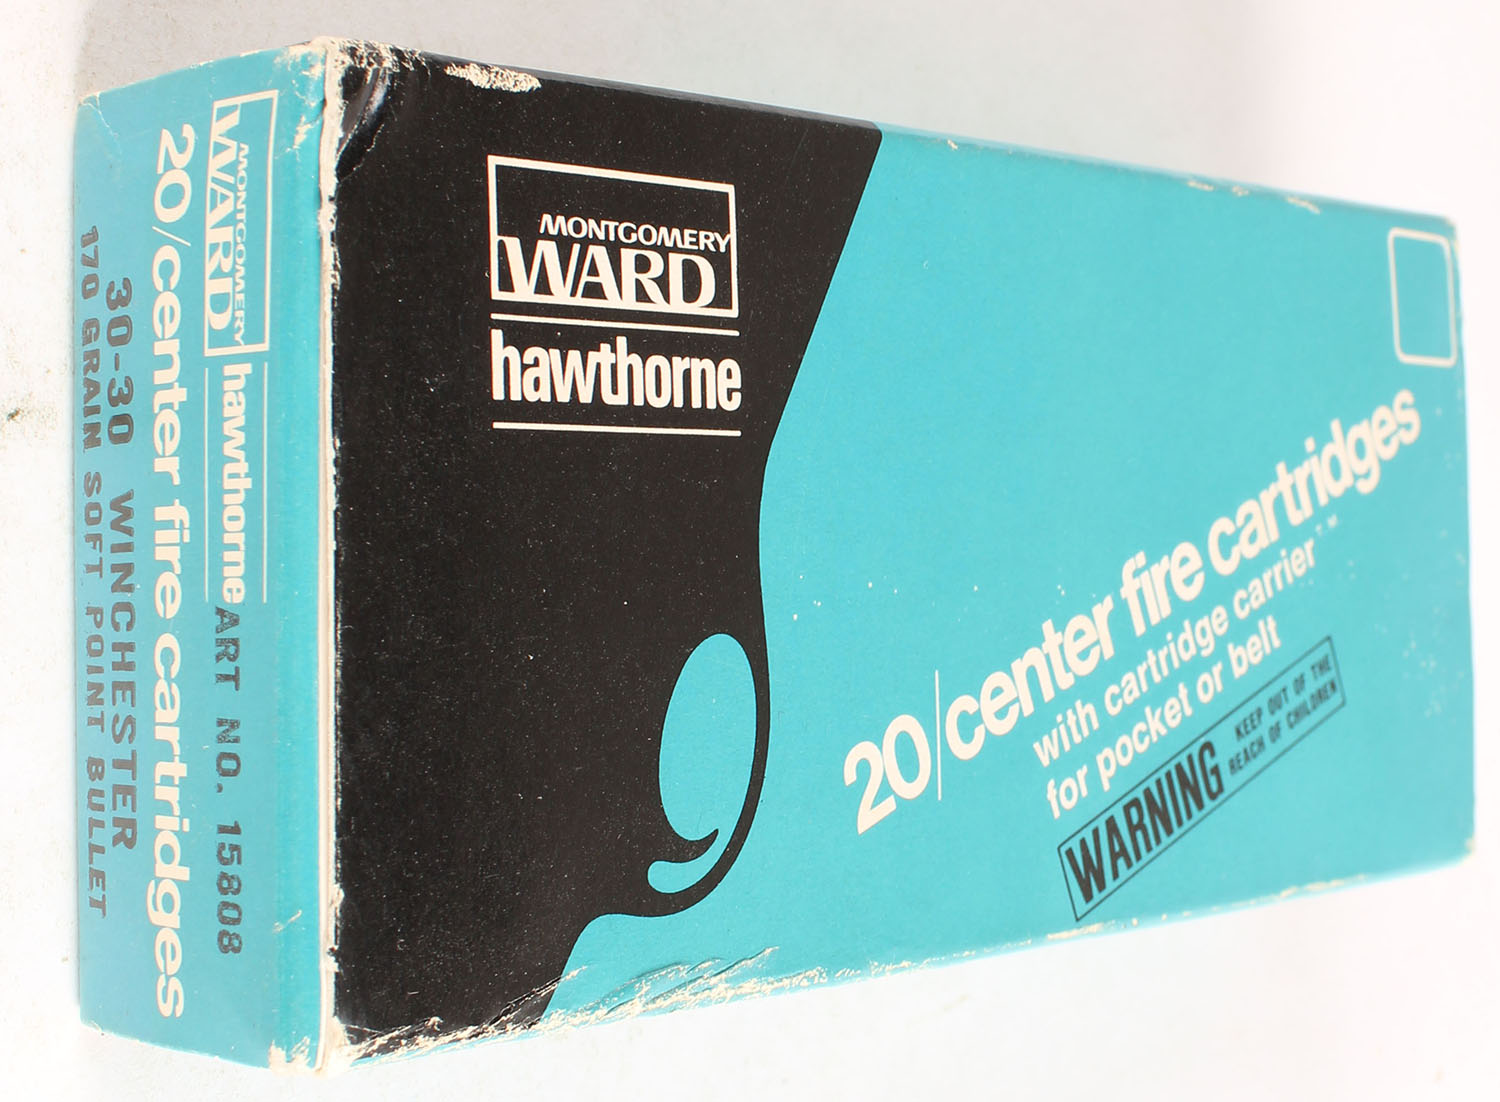 MONTGOMERY
WARD
hawthorne
20/center fire cartridges
with cartridge carrier™
for pocket or belt
WARNING KEEP OUT OF THE
REACH OF CHILDREN
MONTGOMERY
WARD
hawthorne ART NO. 15808
20/center fire cartridges
30-30 WINCHESTER
170 GRAIN SOFT POINT BULLET